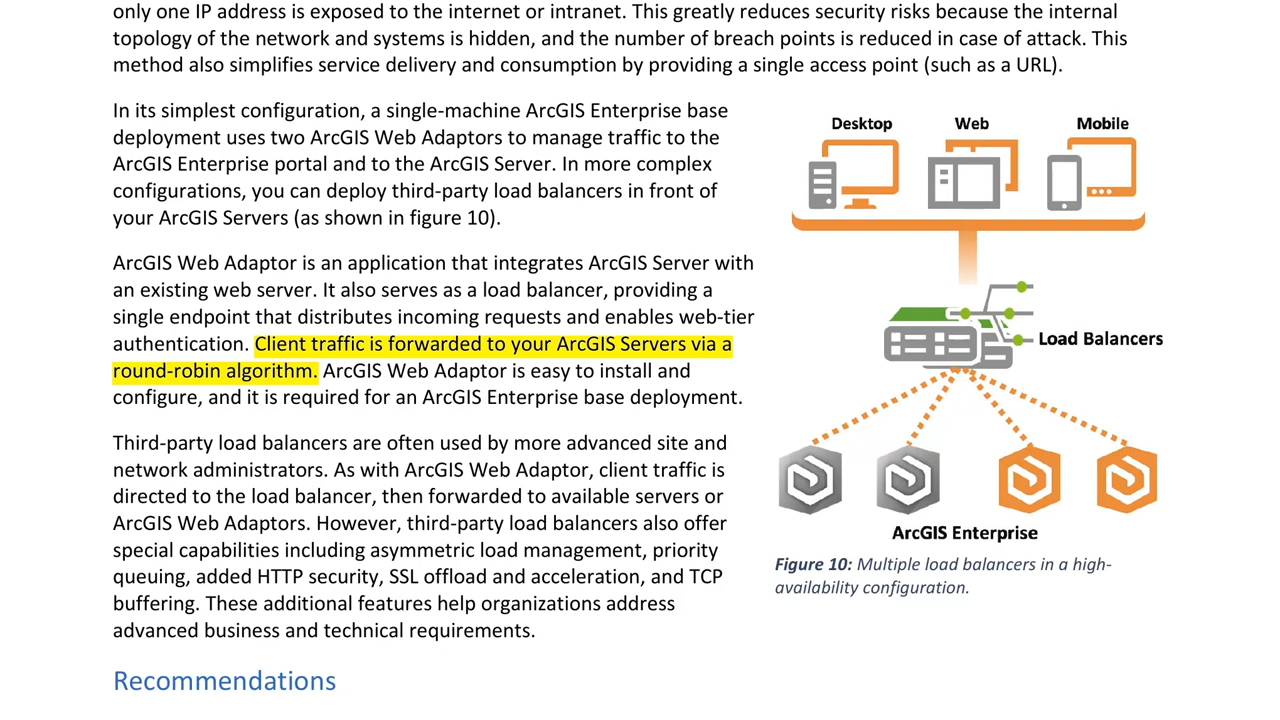 only one IP address is exposed to the internet or intranet. This greatly reduces security risks because the internal
topology of the network and systems is hidden, and the number of breach points is reduced in case of attack. This
method also simplifies service delivery and consumption by providing a single access point (such as a URL).
In its simplest configuration, a single-machine ArcGIS Enterprise base
deployment uses two ArcGIS Web Adaptors to manage traffic to the
ArcGIS Enterprise portal and to the ArcGIS Server. In more complex
configurations, you can deploy third-party load balancers in front of
your ArcGIS Servers (as shown in figure 10).
ArcGIS Web Adaptor is an application that integrates ArcGIS Server with
an existing web server. It also serves as a load balancer, providing a
single endpoint that distributes incoming requests and enables web-tier
authentication. Client traffic is forwarded to your ArcGIS Servers via a
round-robin algorithm. ArcGIS Web Adaptor is easy to install and
configure, and it is required for an ArcGIS Enterprise base deployment.
Third-party load balancers are often used by more advanced site and
network administrators. As with ArcGIS Web Adaptor, client traffic is
directed to the load balancer, then forwarded to available servers or
ArcGIS Web Adaptors. However, third-party load balancers also offer
special capabilities including asymmetric load management, priority
queuing, added HTTP security, SSL offload and acceleration, and TCP
buffering. These additional features help organizations address
advanced business and technical requirements.
Desktop
Web
Mobile
Load Balancers
ArcGIS Enterprise
Figure 10: Multiple load balancers in a high-
availability configuration.
Recommendations